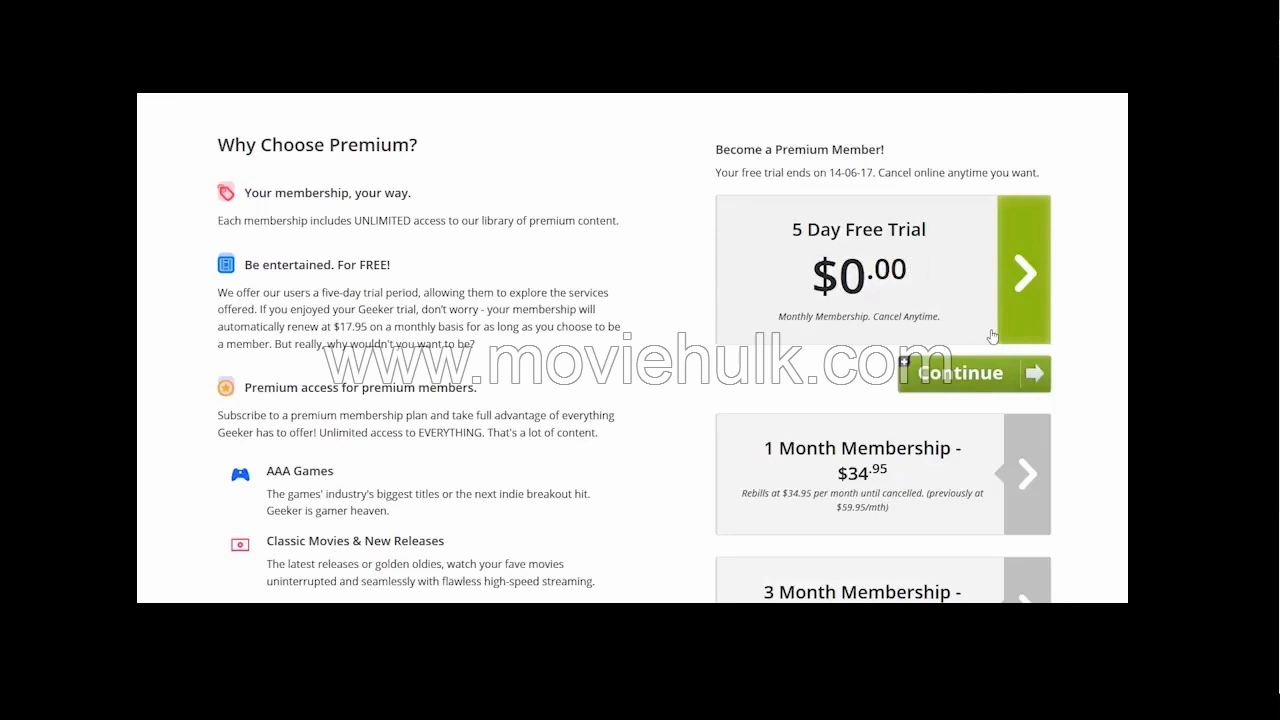 Why Choose Premium?
Your membership, your way.
Each membership includes UNLIMITED access to our library of premium content.
Be entertained. For FREE!
We offer our users a five-day trial period, allowing them to explore the services
offered. If you enjoyed your Geeker trial, don't worry - your membership will
automatically renew at $17.95 on a monthly basis for as long as you choose to be
a member. But really, why wouldn't you want to be?
Premium access for premium members.
Subscribe to a premium membership plan and take full advantage of everything
Geeker has to offer! Unlimited access to EVERYTHING. That's a lot of content.
AAA Games
The games' industry's biggest titles or the next indie breakout hit.
Geeker is gamer heaven.
Classic Movies & New Releases
The latest releases or golden oldies, watch your fave movies
uninterrupted and seamlessly with flawless high-speed streaming.
Become a Premium Member!
Your free trial ends on 14-06-17. Cancel online anytime you want.
5 Day Free Trial
$0.00
Monthly Membership. Cancel Anytime.
www.moviehulk.com
Continue
1 Month Membership -
$34.95
Rebills at $34.95 per month until cancelled. (previously at
$59.95/mth)
3 Month Membership -